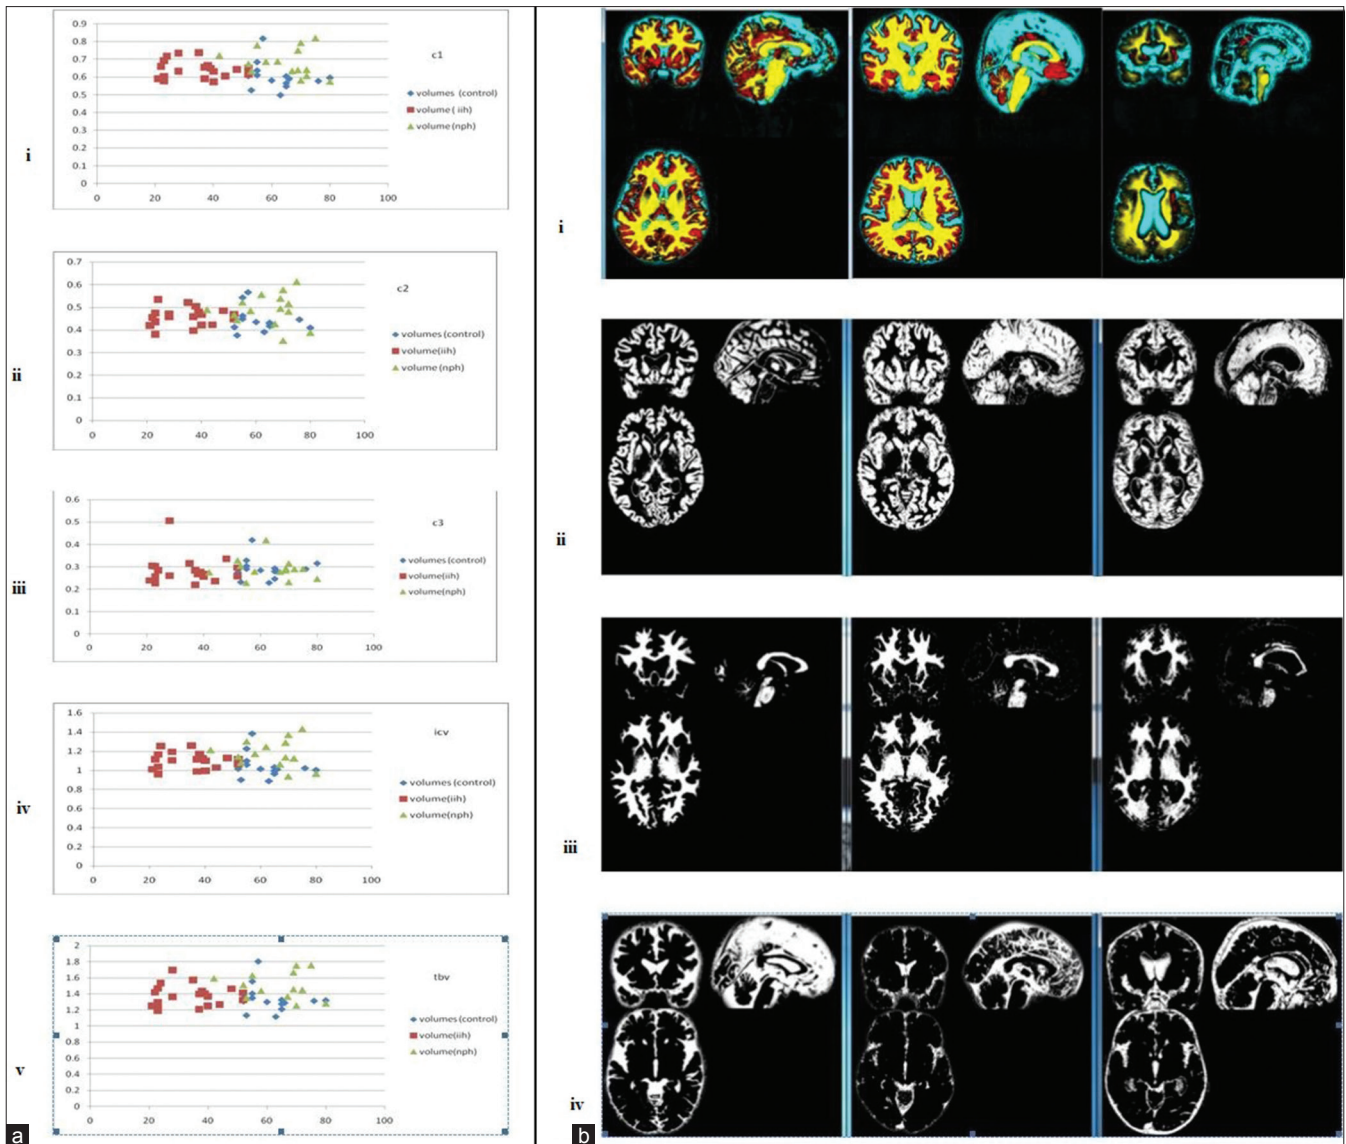 i
0.9
0.8
0.7
0.6
0.5
0.4
0.3
0.2
0.1
0
0 20 40 60 80 100
c1
volumes (control)
volume ( iih)
volume (nph)
ii
0.7
0.6
0.5
0.4
0.3
0.2
0.1
0
0 20 40 60 80 100
c2
volumes (control)
volume(iih)
volume (nph)
iii
0.6
0.5
0.4
0.3
0.2
0.1
0
0 20 40 60 80 100
c3
volumes (control)
volume(iih)
volume(nph)
iv
1.6
1.4
1.2
1
0.8
0.6
0.4
0.2
0
0 20 40 60 80 100
icv
volumes (control)
volume(iih)
volume(nph)
v
2
1.8
1.6
1.4
1.2
1
0.8
0.6
0.4
0.2
0
0 20 40 60 80 100
tbv
volumes (control)
volume(iih)
volume(nph)
a
i
ii
iii
iv
b